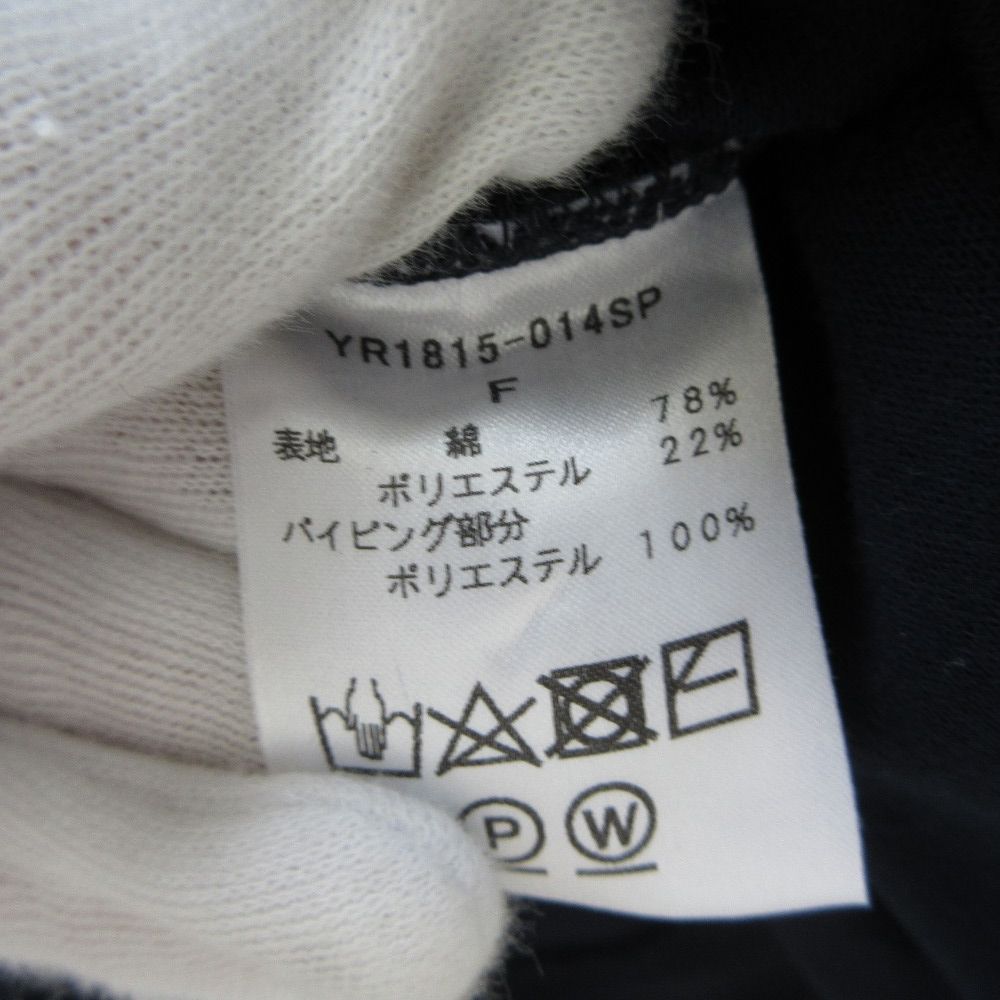 YR1815-014SP
F
表地 綿 78%
ポリエステル 22%
パイピング部分
ポリエステル 100%
P W